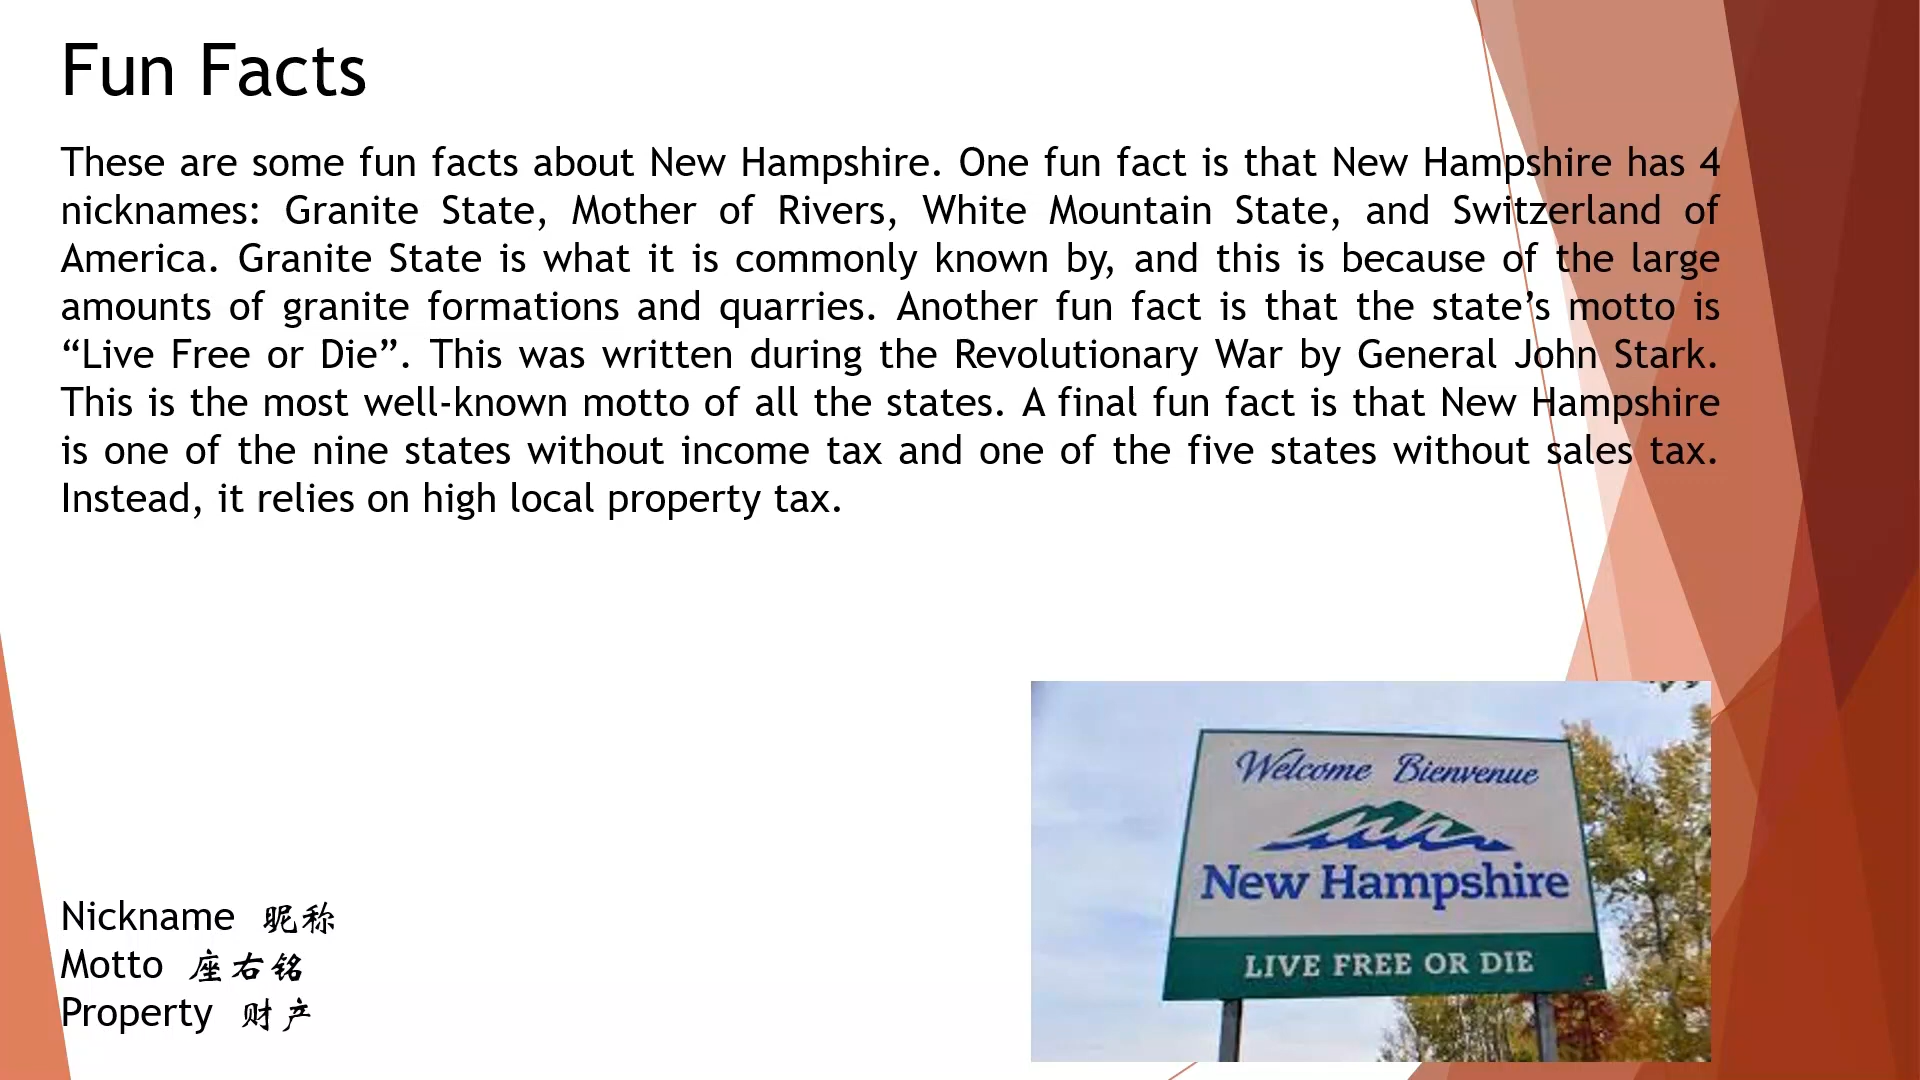 Fun Facts
These are some fun facts about New Hampshire. One fun fact is that New Hampshire has 4
nicknames: Granite State, Mother of Rivers, White Mountain State, and Switzerland of
America. Granite State is what it is commonly known by, and this is because of the large
amounts of granite formations and quarries. Another fun fact is that the state’s motto is
“Live Free or Die”. This was written during the Revolutionary War by General John Stark.
This is the most well-known motto of all the states. A final fun fact is that New Hampshire
is one of the nine states without income tax and one of the five states without sales tax.
Instead, it relies on high local property tax.
Nickname 昵称
Motto 座右铭
Property 财产
Welcome Bienvenue
New Hampshire
LIVE FREE OR DIE